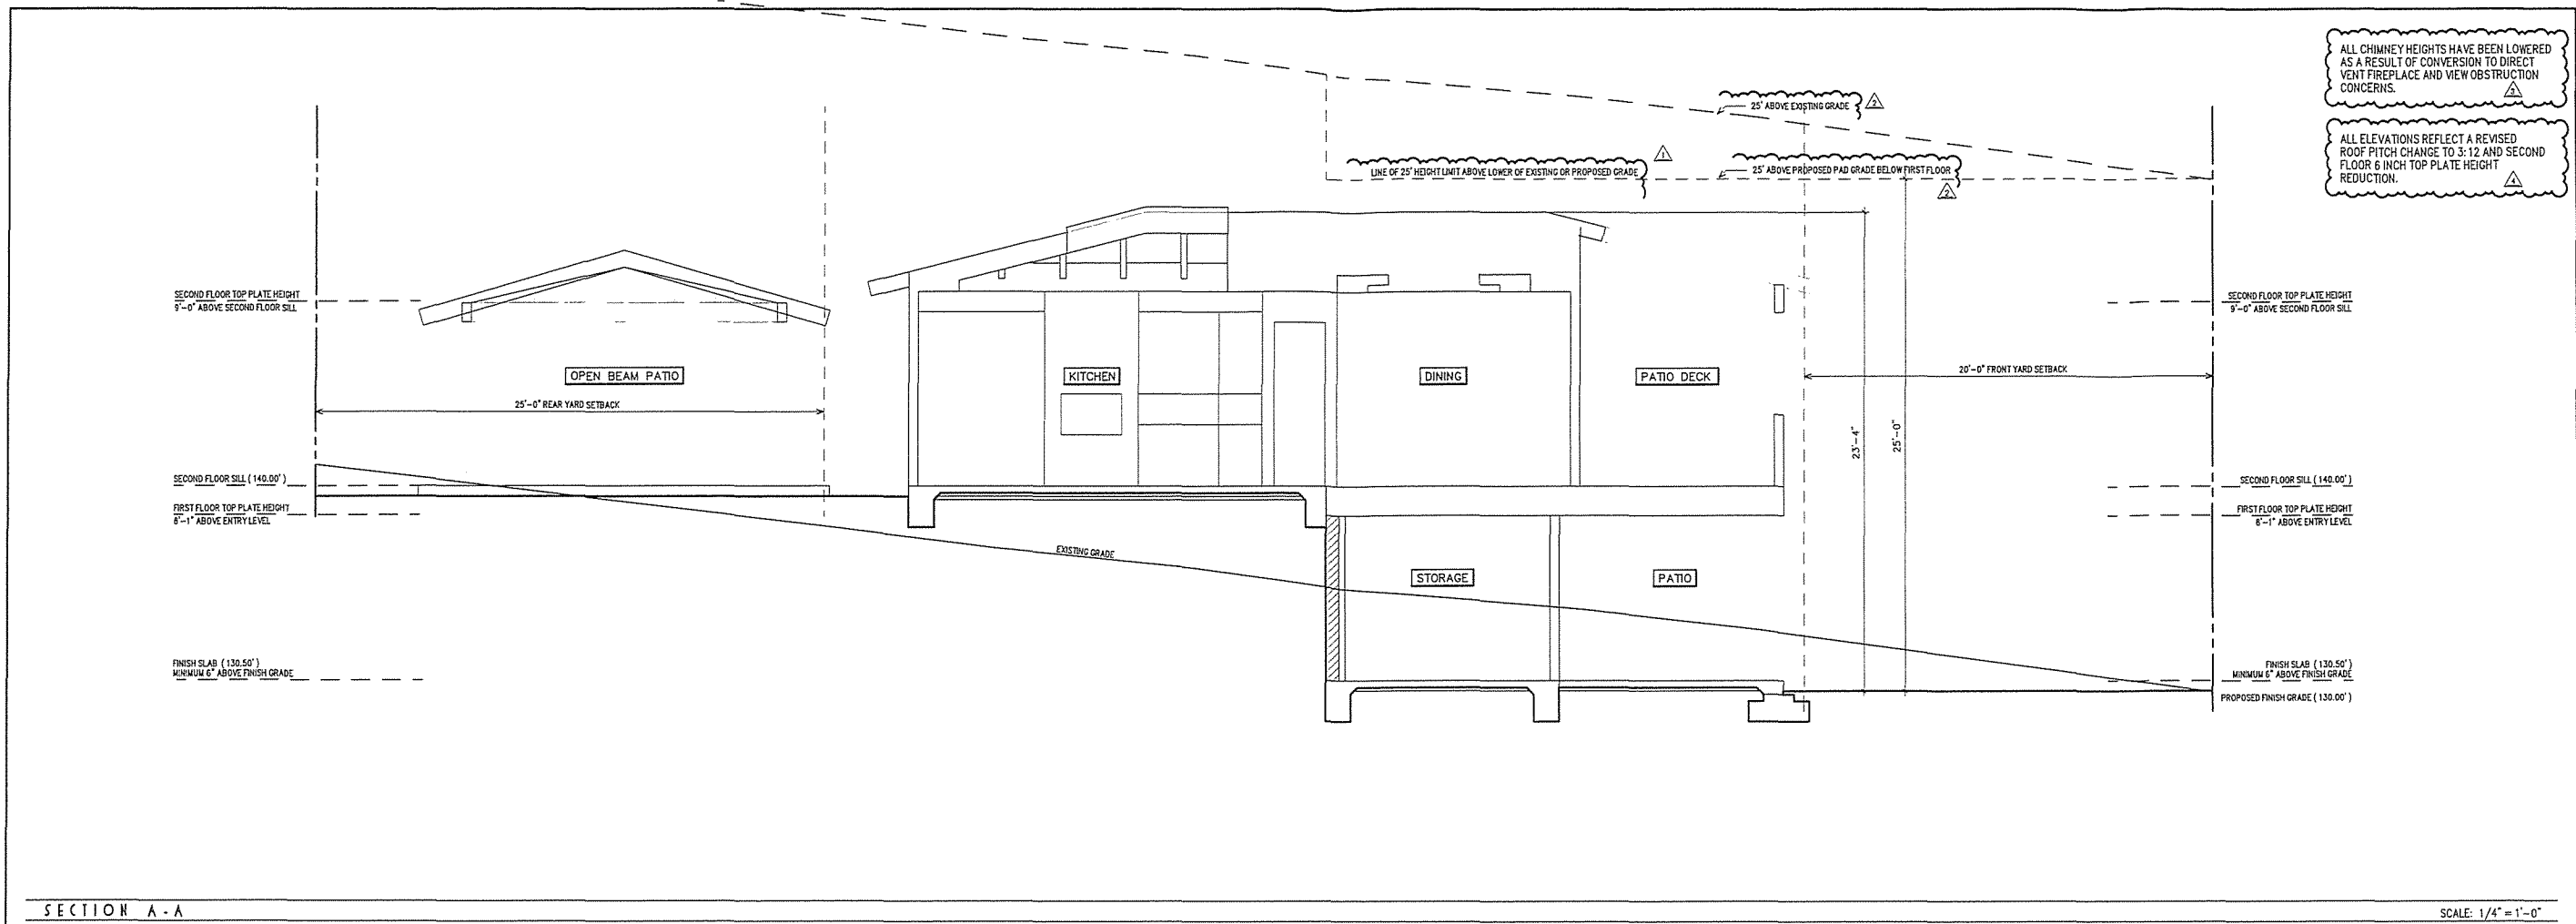 ALL CHIMNEY HEIGHTS HAVE BEEN LOWERED
AS A RESULT OF CONVERSION TO DIRECT
VENT FIREPLACE AND VIEW OBSTRUCTION
CONCERNS.
3
ALL ELEVATIONS REFLECT A REVISED
ROOF PITCH CHANGE TO 3:12 AND SECOND
FLOOR 6 INCH TOP PLATE HEIGHT
REDUCTION.
4
25' ABOVE EXISTING GRADE
2
1
LINE OF 25' HEIGHT LIMIT ABOVE LOWER OF EXISTING OR PROPOSED GRADE
25' ABOVE PROPOSED PAD GRADE BELOW FIRST FLOOR
2
SECOND FLOOR TOP PLATE HEIGHT
9'-0" ABOVE SECOND FLOOR SILL
SECOND FLOOR TOP PLATE HEIGHT
9'-0" ABOVE SECOND FLOOR SILL
OPEN BEAM PATIO
KITCHEN
DINING
PATIO DECK
20'-0" FRONT YARD SETBACK
25'-0" REAR YARD SETBACK
23'-4"
25'-0"
SECOND FLOOR SILL (140.00')
FIRST FLOOR TOP PLATE HEIGHT
8'-1" ABOVE ENTRY LEVEL
SECOND FLOOR SILL (140.00')
FIRST FLOOR TOP PLATE HEIGHT
8'-1" ABOVE ENTRY LEVEL
EXISTING GRADE
STORAGE
PATIO
FINISH SLAB (130.50')
MINIMUM 6" ABOVE FINISH GRADE
FINISH SLAB (130.50')
MINIMUM 6" ABOVE FINISH GRADE
PROPOSED FINISH GRADE (130.00')
SECTION A-A
SCALE: 1/4" = 1'-0"